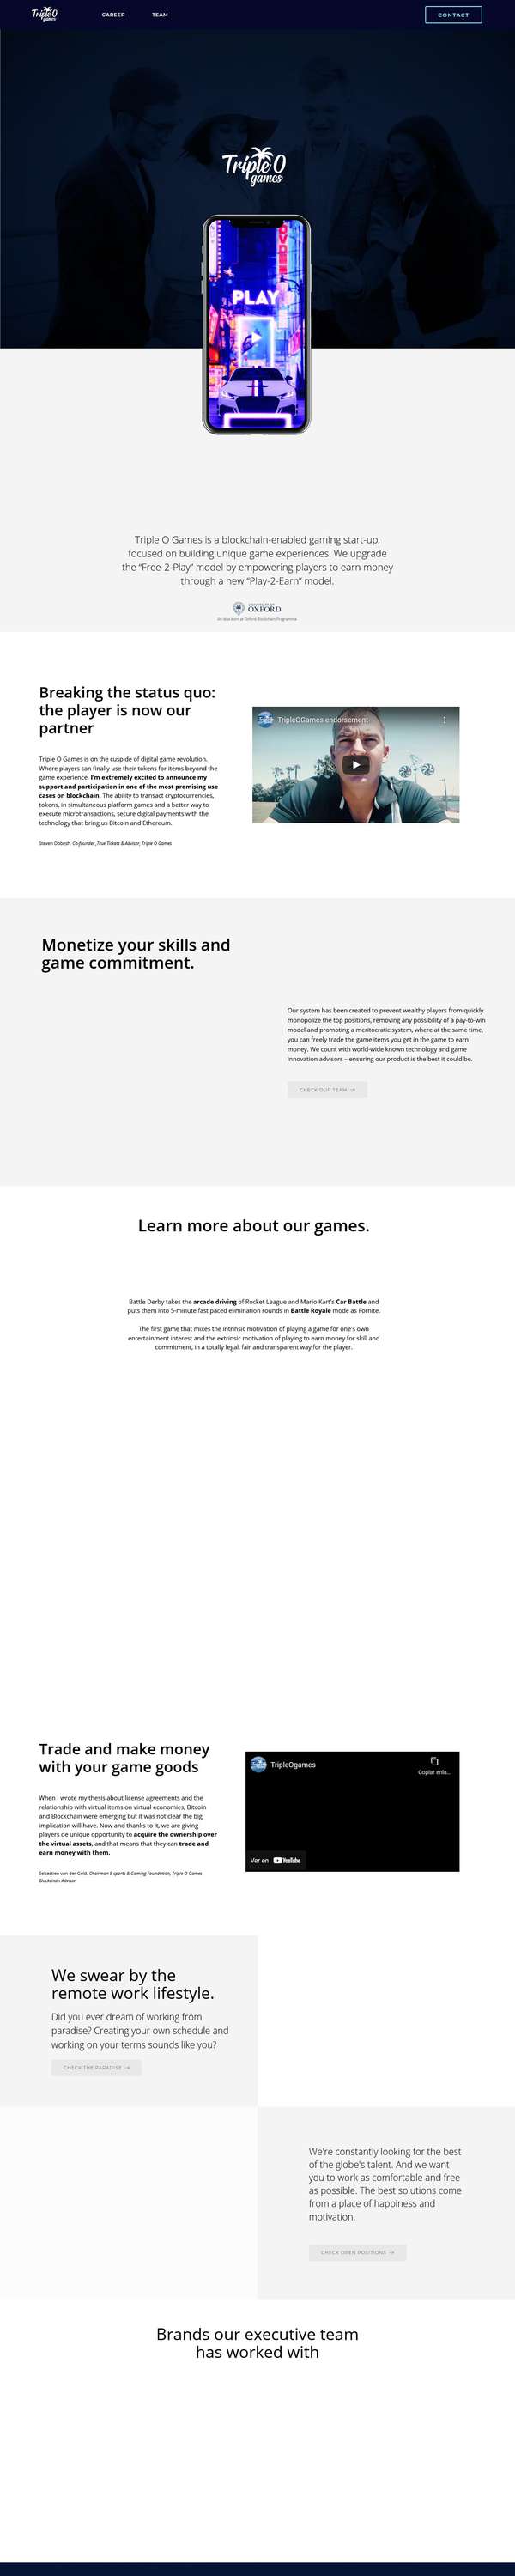 Triple O
games
CAREER
TEAM
CONTACT
Triple O
games
PLAY
Triple O Games is a blockchain-enabled gaming start-up,
focused on building unique game experiences. We upgrade
the “Free-2-Play” model by empowering players to earn money
through a new “Play-2-Earn” model.
UNIVERSITY OF
OXFORD
An idea born at Oxford Blockchain Programme
Breaking the status quo:
the player is now our
partner
Triple O Games is on the cuspide of digital game revolution.
Where players can finally use their tokens for items beyond the
game experience. I'm extremely excited to announce my
support and participation in one of the most promising use
cases on blockchain. The ability to transact cryptocurrencies,
tokens, in simultaneous platform games and a better way to
execute microtransactions, secure digital payments with the
technology that bring us Bitcoin and Ethereum.
Steven Dobesh. Co-founder, True Tickets & Advisor, Triple O Games
TripleOGames endorsement
Monetize your skills and
game commitment.
Our system has been created to prevent wealthy players from quickly
monopolize the top positions, removing any possibility of a pay-to-win
model and promoting a meritocratic system, where at the same time,
you can freely trade the game items you get in the game to earn
money. We count with world-wide known technology and game
innovation advisors – ensuring our product is the best it could be.
CHECK OUR TEAM →
Learn more about our games.
Battle Derby takes the arcade driving of Rocket League and Mario Kart's Car Battle and
puts them into 5-minute fast paced elimination rounds in Battle Royale mode as Fornite.
The first game that mixes the intrinsic motivation of playing a game for one's own
entertainment interest and the extrinsic motivation of playing to earn money for skill and
commitment, in a totally legal, fair and transparent way for the player.
Trade and make money
with your game goods
When I wrote my thesis about license agreements and the
relationship with virtual items on virtual economies, Bitcoin
and Blockchain were emerging but it was not clear the big
implication will have. Now and thanks to it, we are giving
players de unique opportunity to acquire the ownership over
the virtual assets, and that means that they can trade and
earn money with them.
Sebastien van der Geld. Chairman E-sports & Gaming Foundation, Triple O Games
Blockchain Advisor
TripleOgames
Copiar enla...
Ver en YouTube
We swear by the
remote work lifestyle.
Did you ever dream of working from
paradise? Creating your own schedule and
working on your terms sounds like you?
CHECK THE PARADISE →
We're constantly looking for the best
of the globe's talent. And we want
you to work as comfortable and free
as possible. The best solutions come
from a place of happiness and
motivation.
CHECK OPEN POSITIONS →
Brands our executive team
has worked with